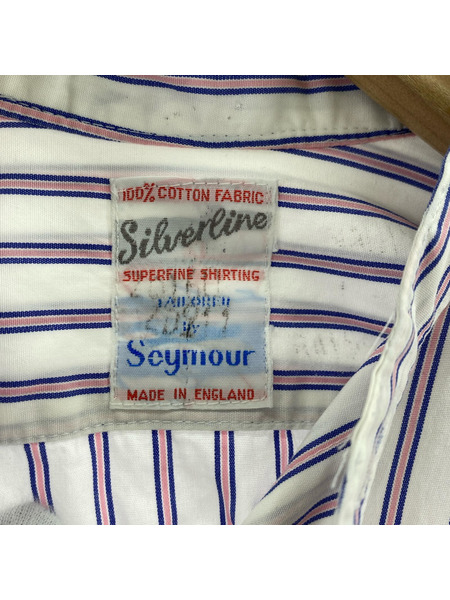 100% COTTON FABRIC
Silverline
SUPERFINE SHIRTING
TAILORED
BY
Seymour
MADE IN ENGLAND